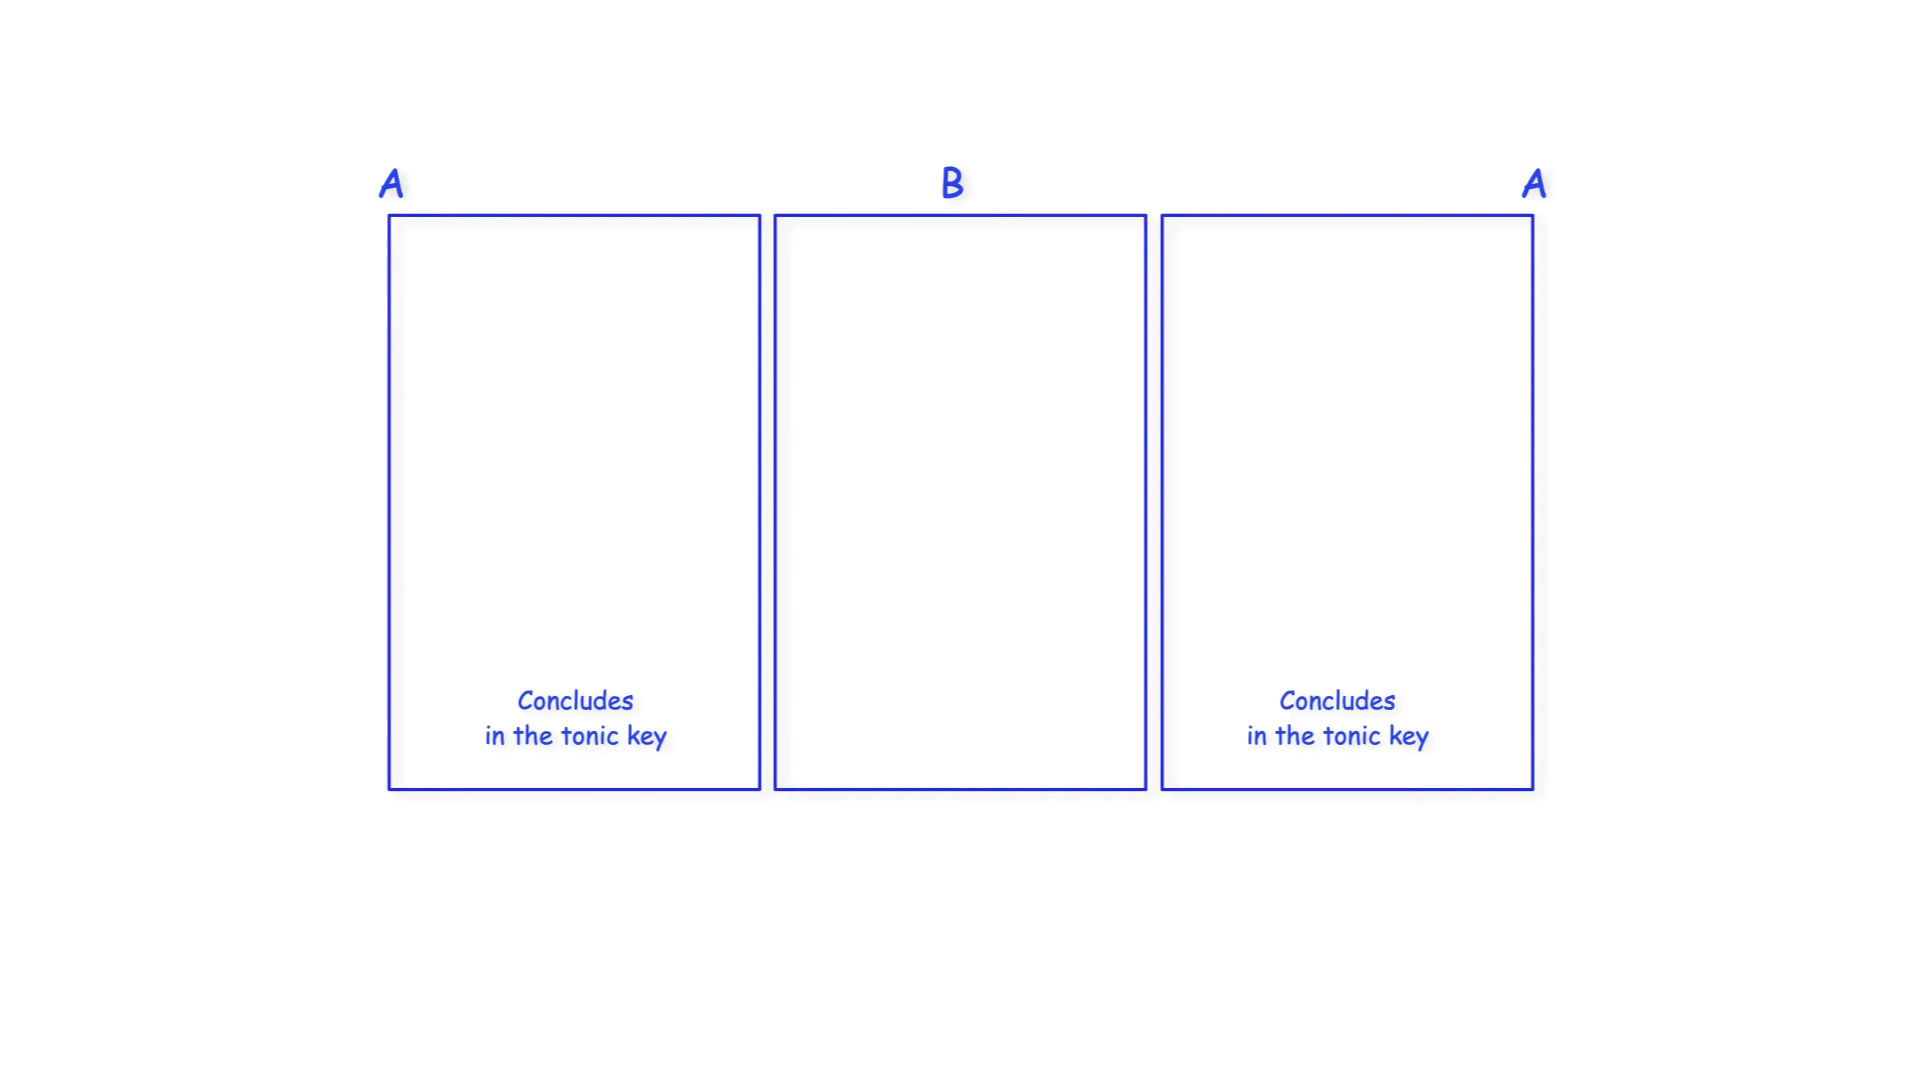 A
B
A
Concludes
in the tonic key
Concludes
in the tonic key